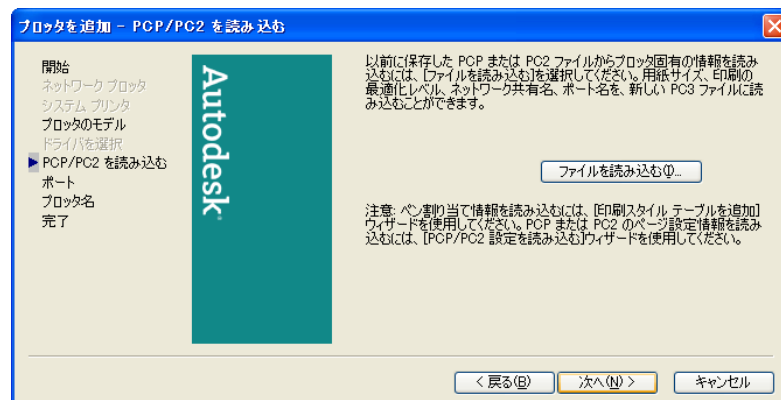 プロッタを追加 - PCP/PC2 を読み込む
開始
ネットワーク プロッタ
システム プリンタ
プロッタのモデル
ドライバを選択
PCP/PC2 を読み込む
ポート
プロッタ名
完了
Autodesk
以前に保存した PCP または PC2 ファイルからプロッタ固有の情報を読み
込むには、[ファイルを読み込む]を選択してください。用紙サイズ、印刷の
最適化レベル、ネットワーク共有名、ポート名を、新しい PC3 ファイルに読
み込むことができます。
ファイルを読み込む(I)...
注意: ペン割り当て情報を読み込むには、[印刷スタイル テーブルを追加]
ウィザードを使用してください。PCP または PC2 のページ設定情報を読み
込むには、[PCP/PC2 設定を読み込む]ウィザードを使用してください。
< 戻る(B)
次へ(N) >
キャンセル